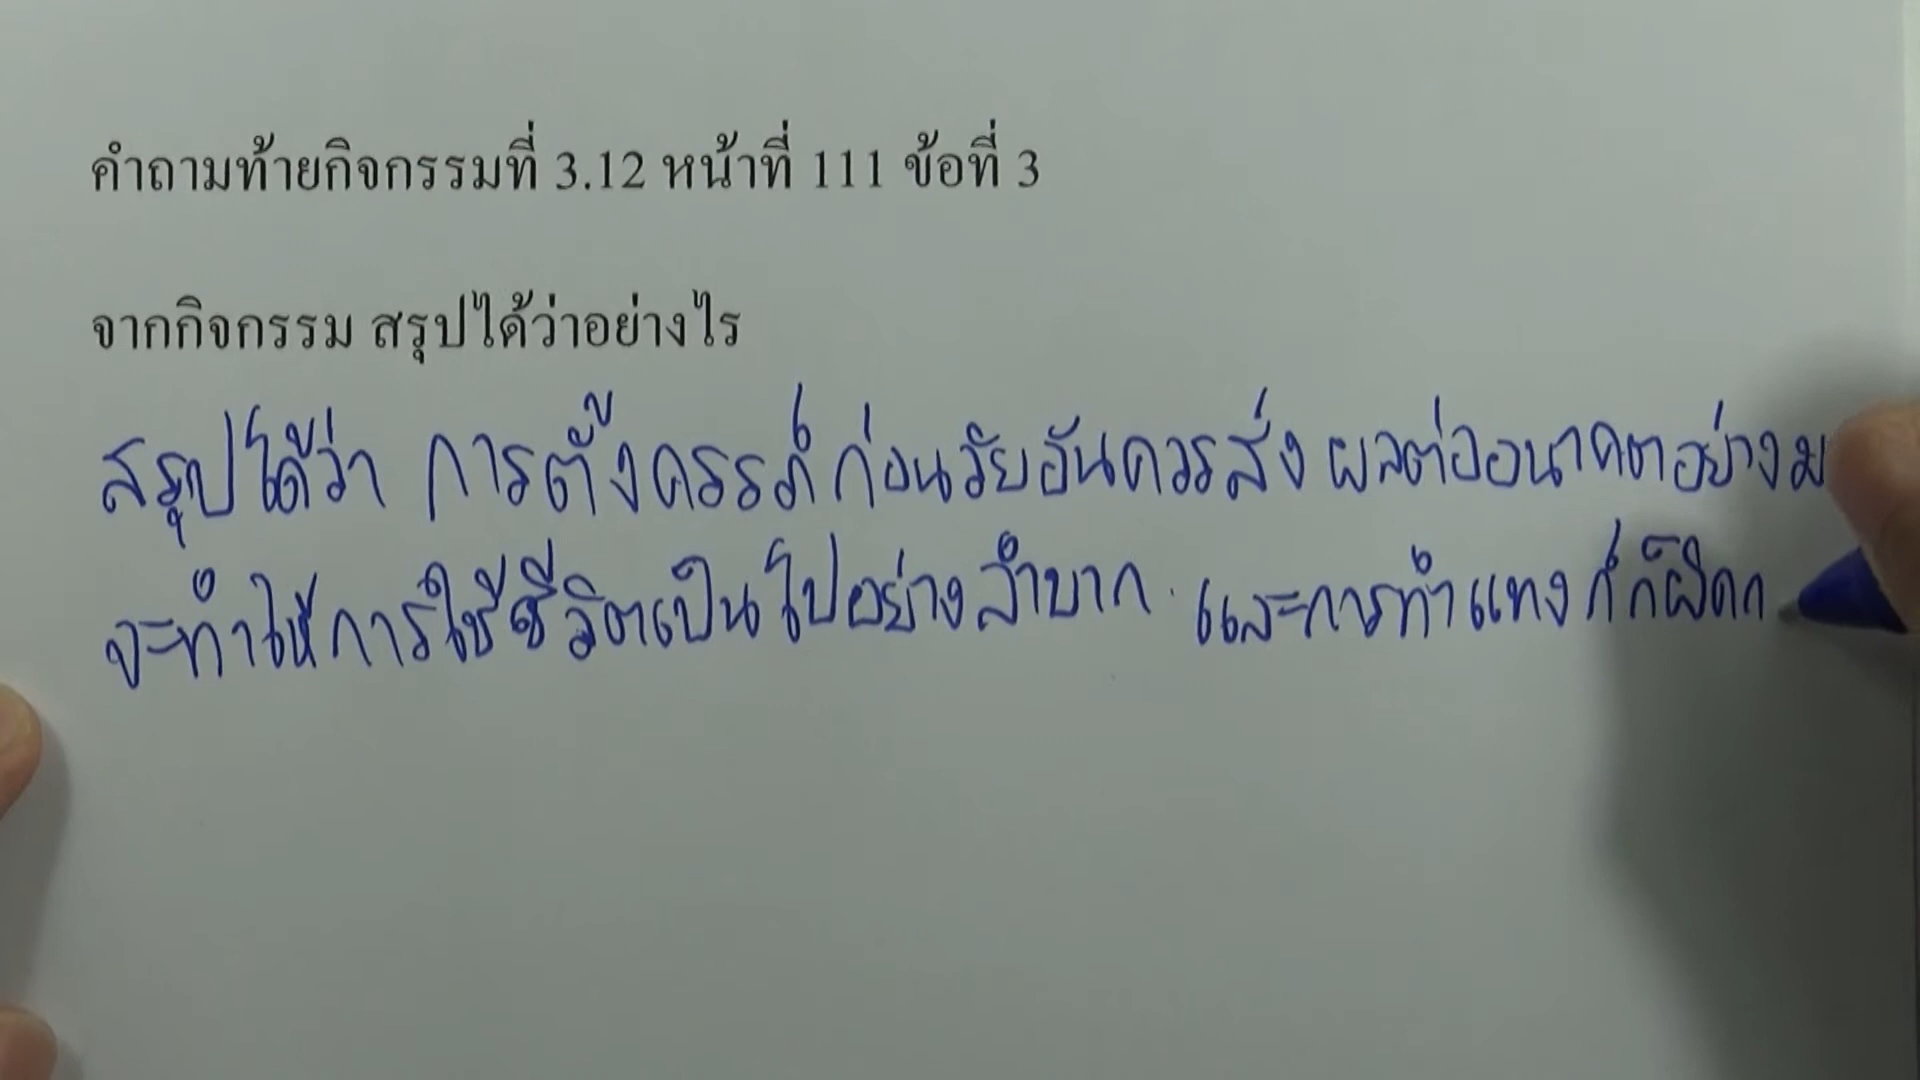 คำถามท้ายกิจกรรมที่ 3.12 หน้าที่ 111 ข้อที่ 3
จากกิจกรรม สรุปได้ว่าอย่างไร
สรุปได้ว่า การตั้งครรภ์ก่อนวัยอันควรส่งผลต่ออนาคตอย่างม
จะทำให้การใช้ชีวิตเป็นไปอย่างลำบาก และการทำแทงก์ก็ผิดก